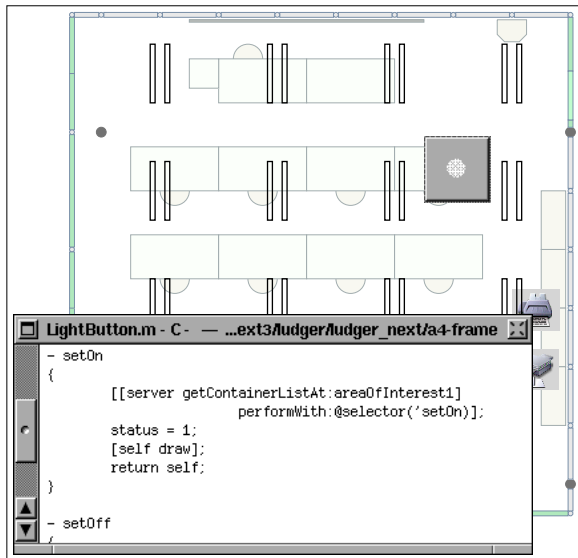 LightButton.m - C - — ...ext3/ludger/ludger_next/a4-frame
- setOn
{
[[server getContainerListAt:areaOfInterest1]
performWith:@selector('setOn)];
status = 1;
[self draw];
return self;
}
- setOff
{